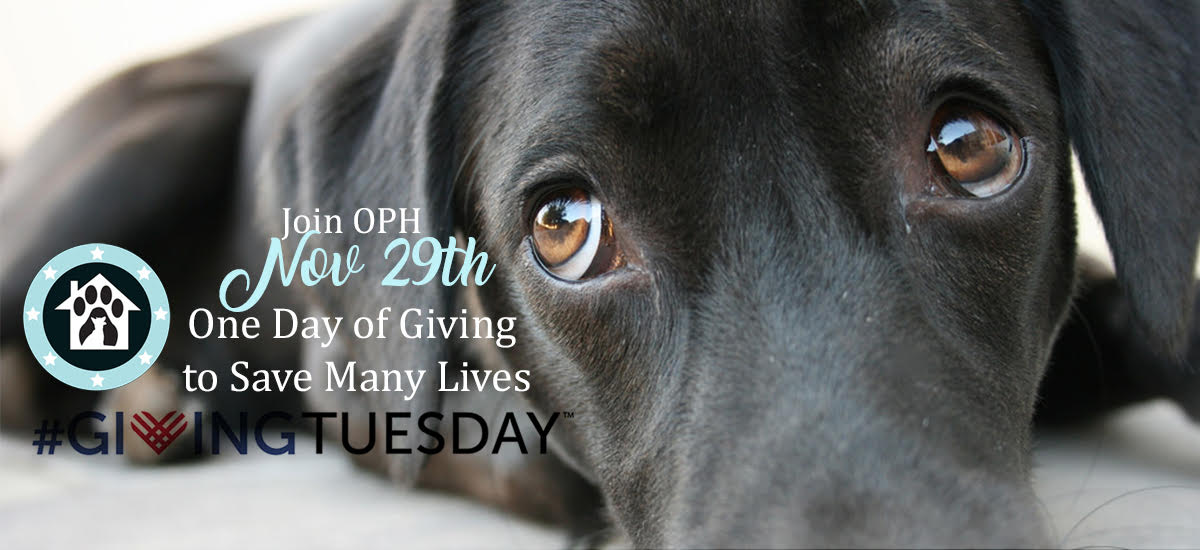 Join OPH
Nov 29th
One Day of Giving
to Save Many Lives
#GIVINGTUESDAY™